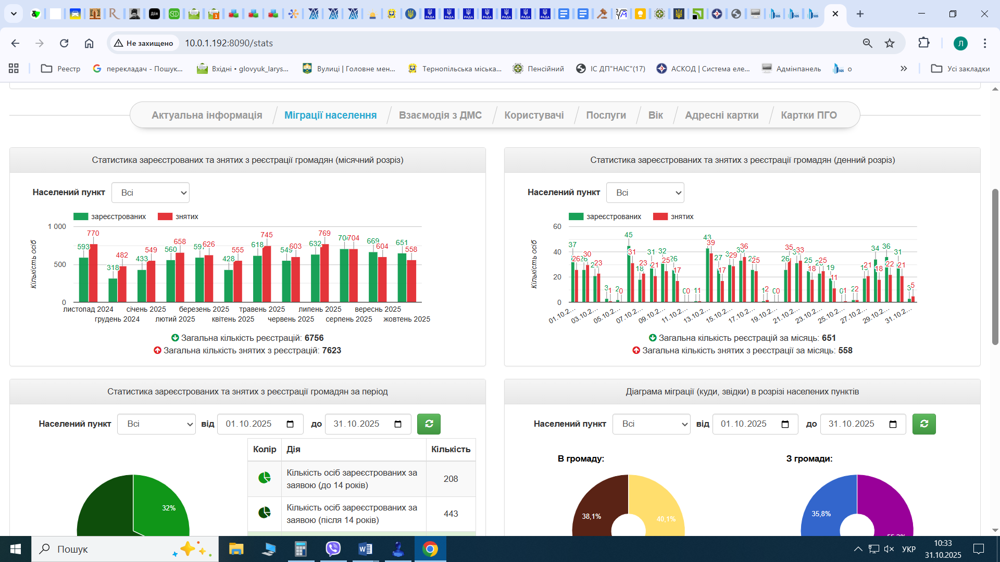 Не захищено
10.0.1.192:8090/stats
Реестр
перекладач - Пошук...
Вхідні • glovyuk_larys...
Вулиці | Головне мен...
Тернопільська міська...
Пенсійний
ІС ДП"НАІС"(17)
АСКОД | Система еле...
Адмінпанель
о
Усі закладки
Актуальна інформація
Міграції населення
Взаємодія з ДМС
Користувачі
Послуги
Вік
Адресні картки
Картки ПГО
Статистика зареєстрованих та знятих з реєстрації громадян (місячний розріз)
Населений пункт
Всі
зареєстрованих
знятих
Кількість осіб
1 000
500
0
593 770
318 482
433 549
560 658
626
428 555
618 745
549 603
632 769
704
669 604
651 558
листопад 2024
грудень 2024
січень 2025
лютий 2025
березень 2025
квітень 2025
травень 2025
червень 2025
липень 2025
серпень 2025
вересень 2025
жовтень 2025
Загальна кількість реєстрацій: 6756
Загальна кількість знятих з реєстрацій: 7623
Статистика зареєстрованих та знятих з реєстрації громадян (денний розріз)
Населений пункт
Всі
зареєстрованих
знятих
Кількість осіб
60
40
20
0
37 26
26 30
23
3 1
2 0
45 31
18 23
31 21
32 25
26 17
0 0
1 1
43 39
27 17
29
36
25
1 2
0 0
26 35
33
25 18
25
19 11
0 1
2 2
21
34 18
36 22
31 21
3 5
01.10.2...
03.10.2...
05.10.2...
07.10.2...
09.10.2...
11.10.2...
13.10.2...
15.10.2...
17.10.2...
19.10.2...
21.10.2...
23.10.2...
25.10.2...
27.10.2...
29.10.2...
31.10.2...
Загальна кількість реєстрацій за місяць: 651
Загальна кількість знятих з реєстрації за місяць: 558
Статистика зареєстрованих та знятих з реєстрації громадян за період
Населений пункт
Всі
від
01.10.2025
до
31.10.2025
32%
Колір Дія Кількість
Кількість осіб зареєстрованих за
заявою (до 14 років)
208
Кількість осіб зареєстрованих за
заявою (після 14 років)
443
Діаграма міграції (куди, звідки) в розрізі населених пунктів
Населений пункт
Всі
від
01.10.2025
до
31.10.2025
В громаду:
38,1%
40,1%
З громади:
35,8%
Пошук
УКР
10:33
31.10.2025